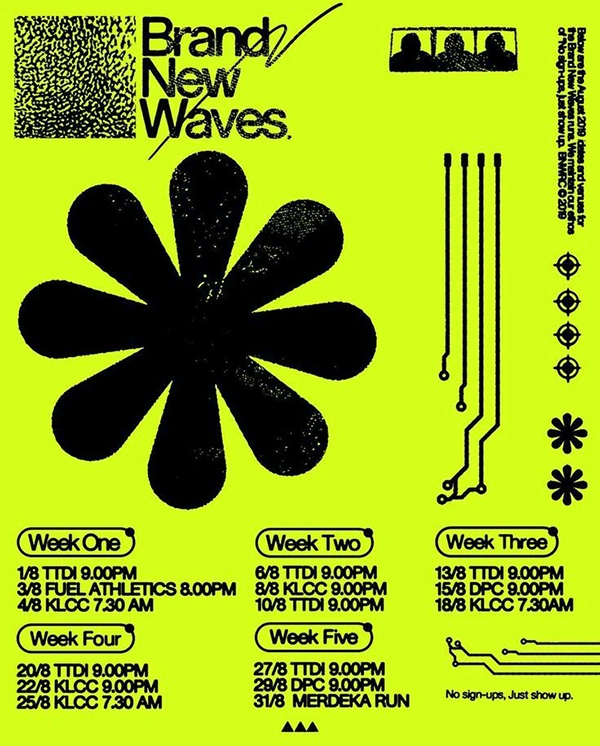 Brand
New
Waves.
Below are the August 2019 dates and venues for
the Brand New Waves runs. We maintain our ethos
of No sign-ups, just show up. BNWRC © 2019
Week One
1/8 TTDI 9.00PM
3/8 FUEL ATHLETICS 8.00PM
4/8 KLCC 7.30 AM
Week Two
6/8 TTDI 9.00PM
8/8 KLCC 9.00PM
10/8 TTDI 9.00PM
Week Three
13/8 TTDI 9.00PM
15/8 DPC 9.00PM
18/8 KLCC 7.30AM
Week Four
20/8 TTDI 9.00PM
22/8 KLCC 9.00PM
25/8 KLCC 7.30 AM
Week Five
27/8 TTDI 9.00PM
29/8 DPC 9.00PM
31/8 MERDEKA RUN
No sign-ups, Just show up.